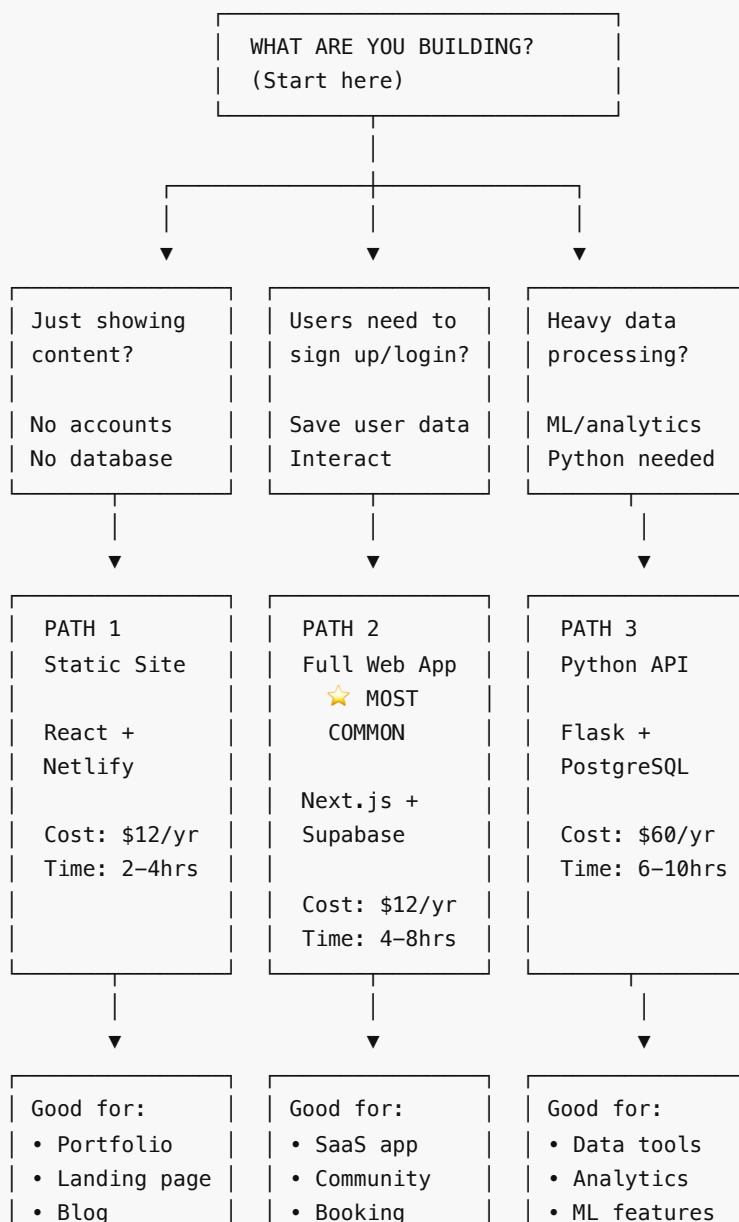 WHAT ARE YOU BUILDING?
(Start here)
Just showing
content?
No accounts
No database
Users need to
sign up/login?
Save user data
Interact
Heavy data
processing?
ML/analytics
Python needed
PATH 1
Static Site
React +
Netlify
Cost: $12/yr
Time: 2-4hrs
PATH 2
Full Web App
⭐ MOST
COMMON
Next.js +
Supabase
Cost: $12/yr
Time: 4-8hrs
PATH 3
Python API
Flask +
PostgreSQL
Cost: $60/yr
Time: 6-10hrs
Good for:
• Portfolio
• Landing page
• Blog
Good for:
• SaaS app
• Community
• Booking
Good for:
• Data tools
• Analytics
• ML features